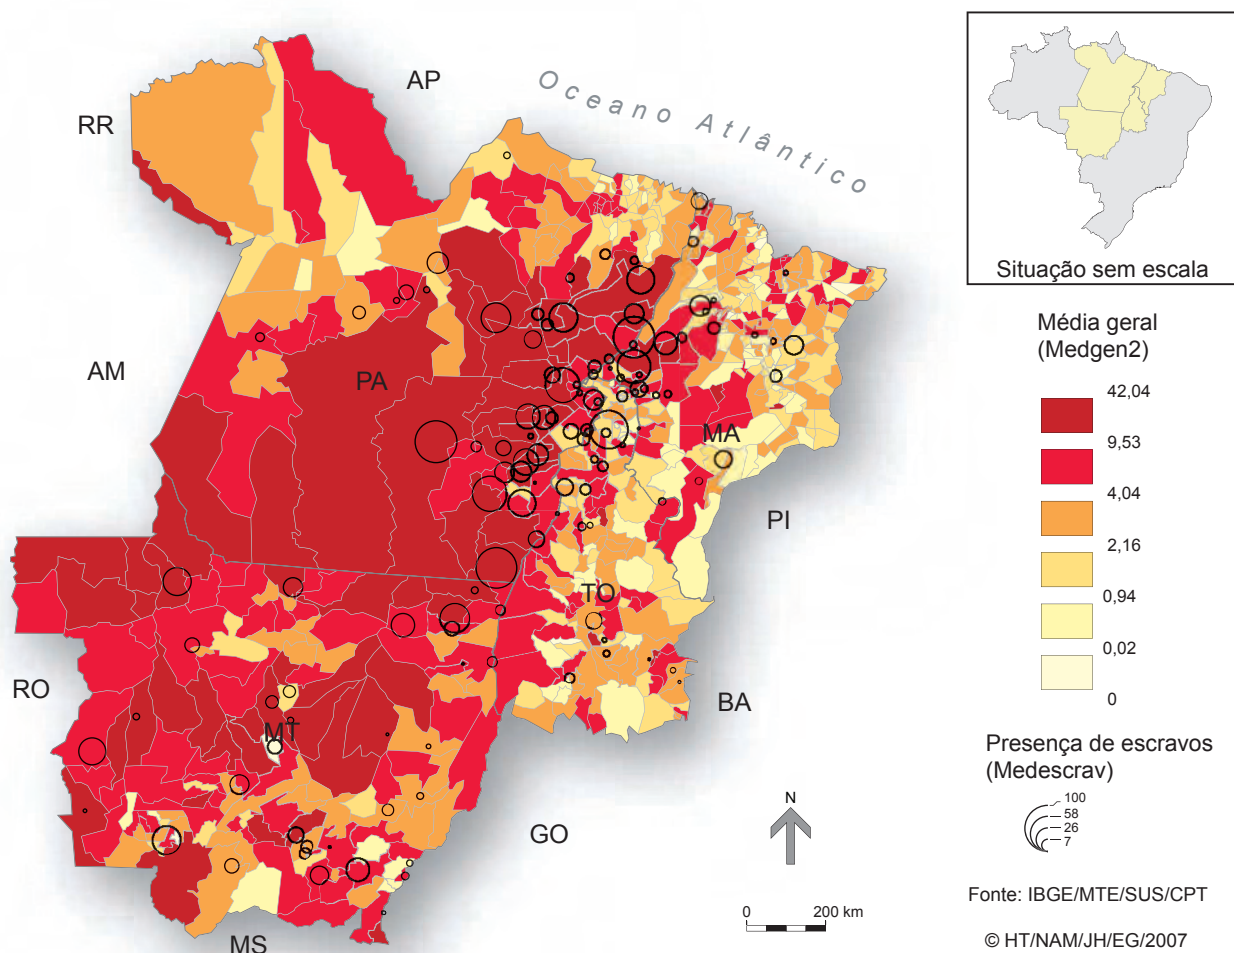 AP
Oceano Atlântico
RR
Situação sem escala
Média geral
(Medgen2)
42,04
9,53
4,04
2,16
0,94
0,02
0
AM
PA
MA
PI
TO
RO
BA
MT
Presença de escravos
(Medescrav)
100
58
26
7
N
GO
Fonte: IBGE/MTE/SUS/CPT
0 200 km
MS
© HT/NAM/JH/EG/2007